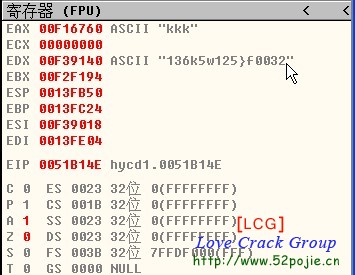 寄存器 (FPU) < <
EAX 00F16760 ASCII "kkk"
ECX 00000000
EDX 00F39140 ASCII "136k5w125}f0032"
EBX 00F2F194
ESP 0013FB50
EBP 0013FC24
ESI 00F39018
EDI 0013FE04
EIP 0051B14E hycd1.0051B14E
C 0 ES 0023 32位 0(FFFFFFFF)
P 1 CS 001B 32位 0(FFFFFFFF)
A 1 SS 0023 32位 0(FFFFFFFF)
Z 0 DS 0023 32位 0(FFFFFFFF)
S 0 FS 003B 32位 7FFDF000(FFF)
T 0 GS 0000 NULL
[LCG]
Love Crack Group
http://www.52pojie.cn